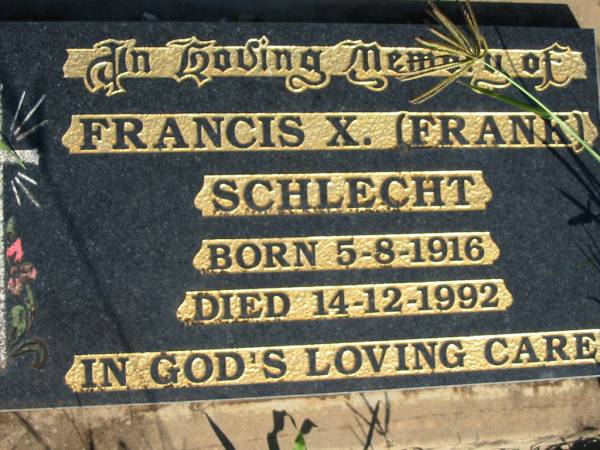 In Loving Memory of
FRANCIS X. (FRANK)
SCHLECHT
BORN 5-8-1916
DIED 14-12-1992
IN GOD'S LOVING CARE